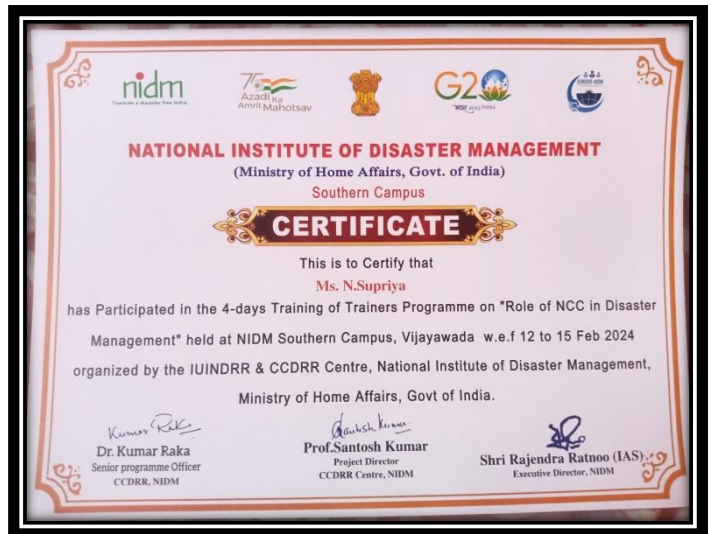 nidm
Towards a disaster free India
75
Azadi Ka
Amrit Mahotsav
G20
भारत 2023 INDIA
NATIONAL INSTITUTE OF DISASTER MANAGEMENT
(Ministry of Home Affairs, Govt. of India)
Southern Campus
CERTIFICATE
This is to Certify that
Ms. N.Supriya
has Participated in the 4-days Training of Trainers Programme on "Role of NCC in Disaster
Management" held at NIDM Southern Campus, Vijayawada w.e.f 12 to 15 Feb 2024
organized by the IUINDRR & CCDRR Centre, National Institute of Disaster Management,
Ministry of Home Affairs, Govt of India.
Kumar Raka
Santosh Kumar
Dr. Kumar Raka
Senior programme Officer
CCDRR, NIDM
Prof.Santosh Kumar
Project Director
CCDRR Centre, NIDM
Shri Rajendra Ratnoo (IAS)
Executive Director, NIDM